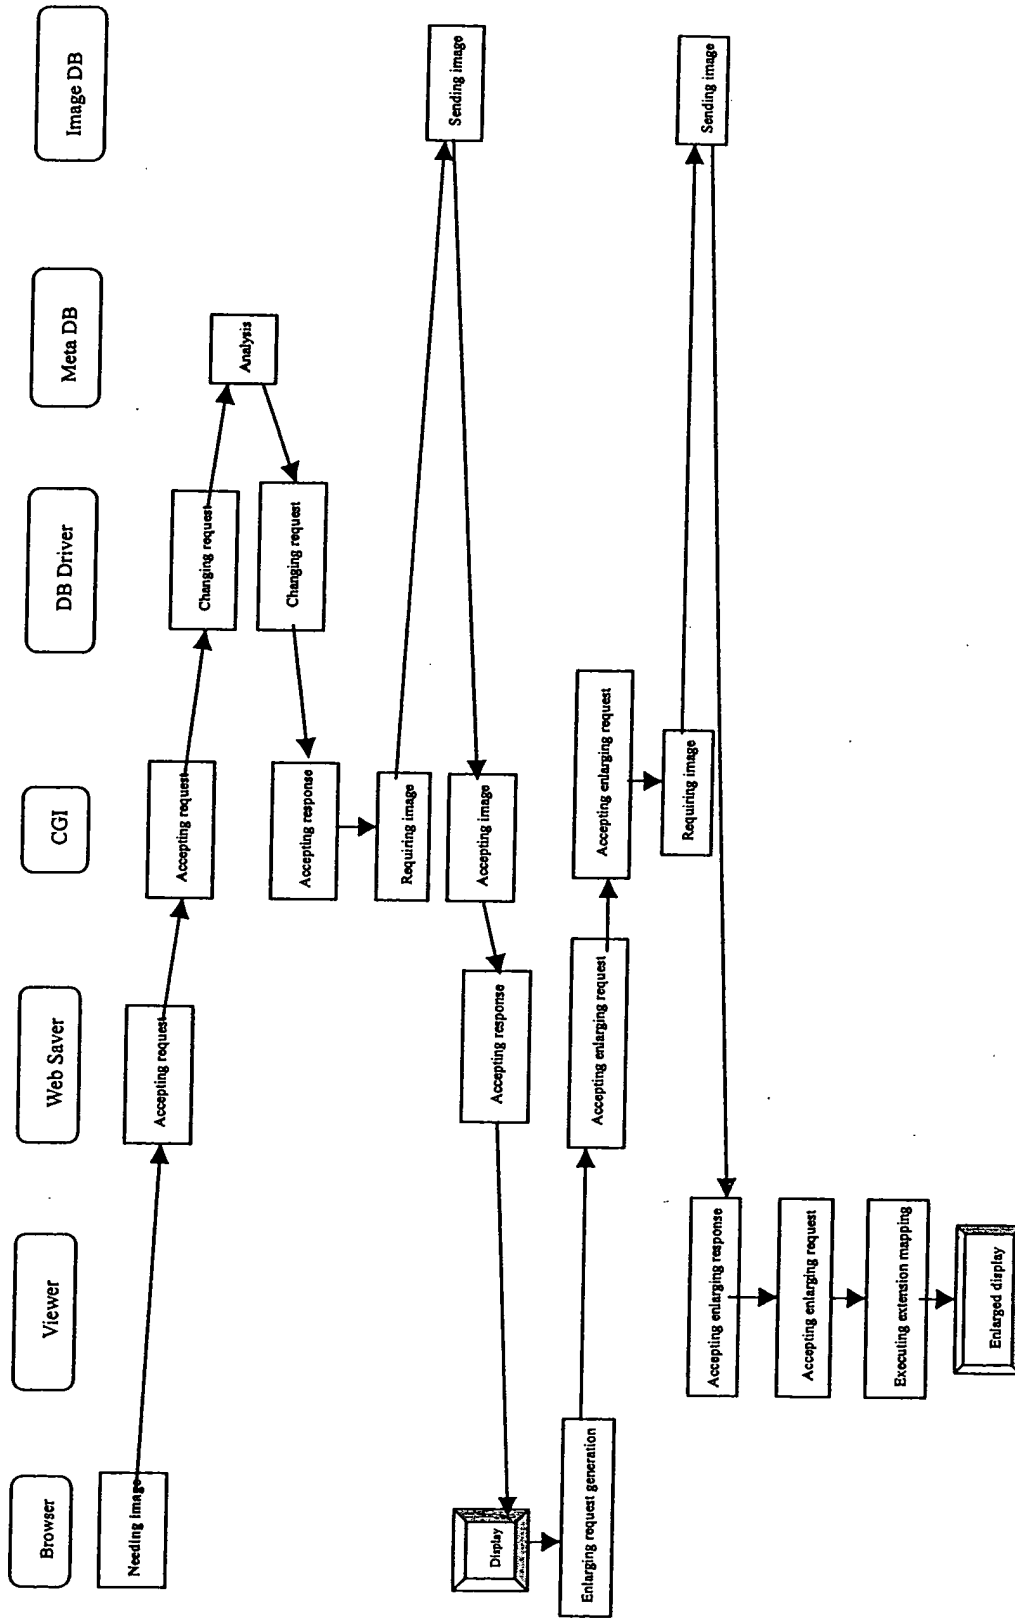 Browser
Viewer
Web Saver
CGI
DB Driver
Meta DB
Image DB
Needing image
Accepting request
Accepting request
Changing request
Analysis
Changing request
Accepting response
Requiring image
Sending image
Accepting image
Accepting response
Display
Enlarging request generation
Accepting enlarging request
Accepting enlarging request
Requiring image
Sending image
Accepting enlarging response
Accepting enlarging request
Executing extension mapping
Enlarged display